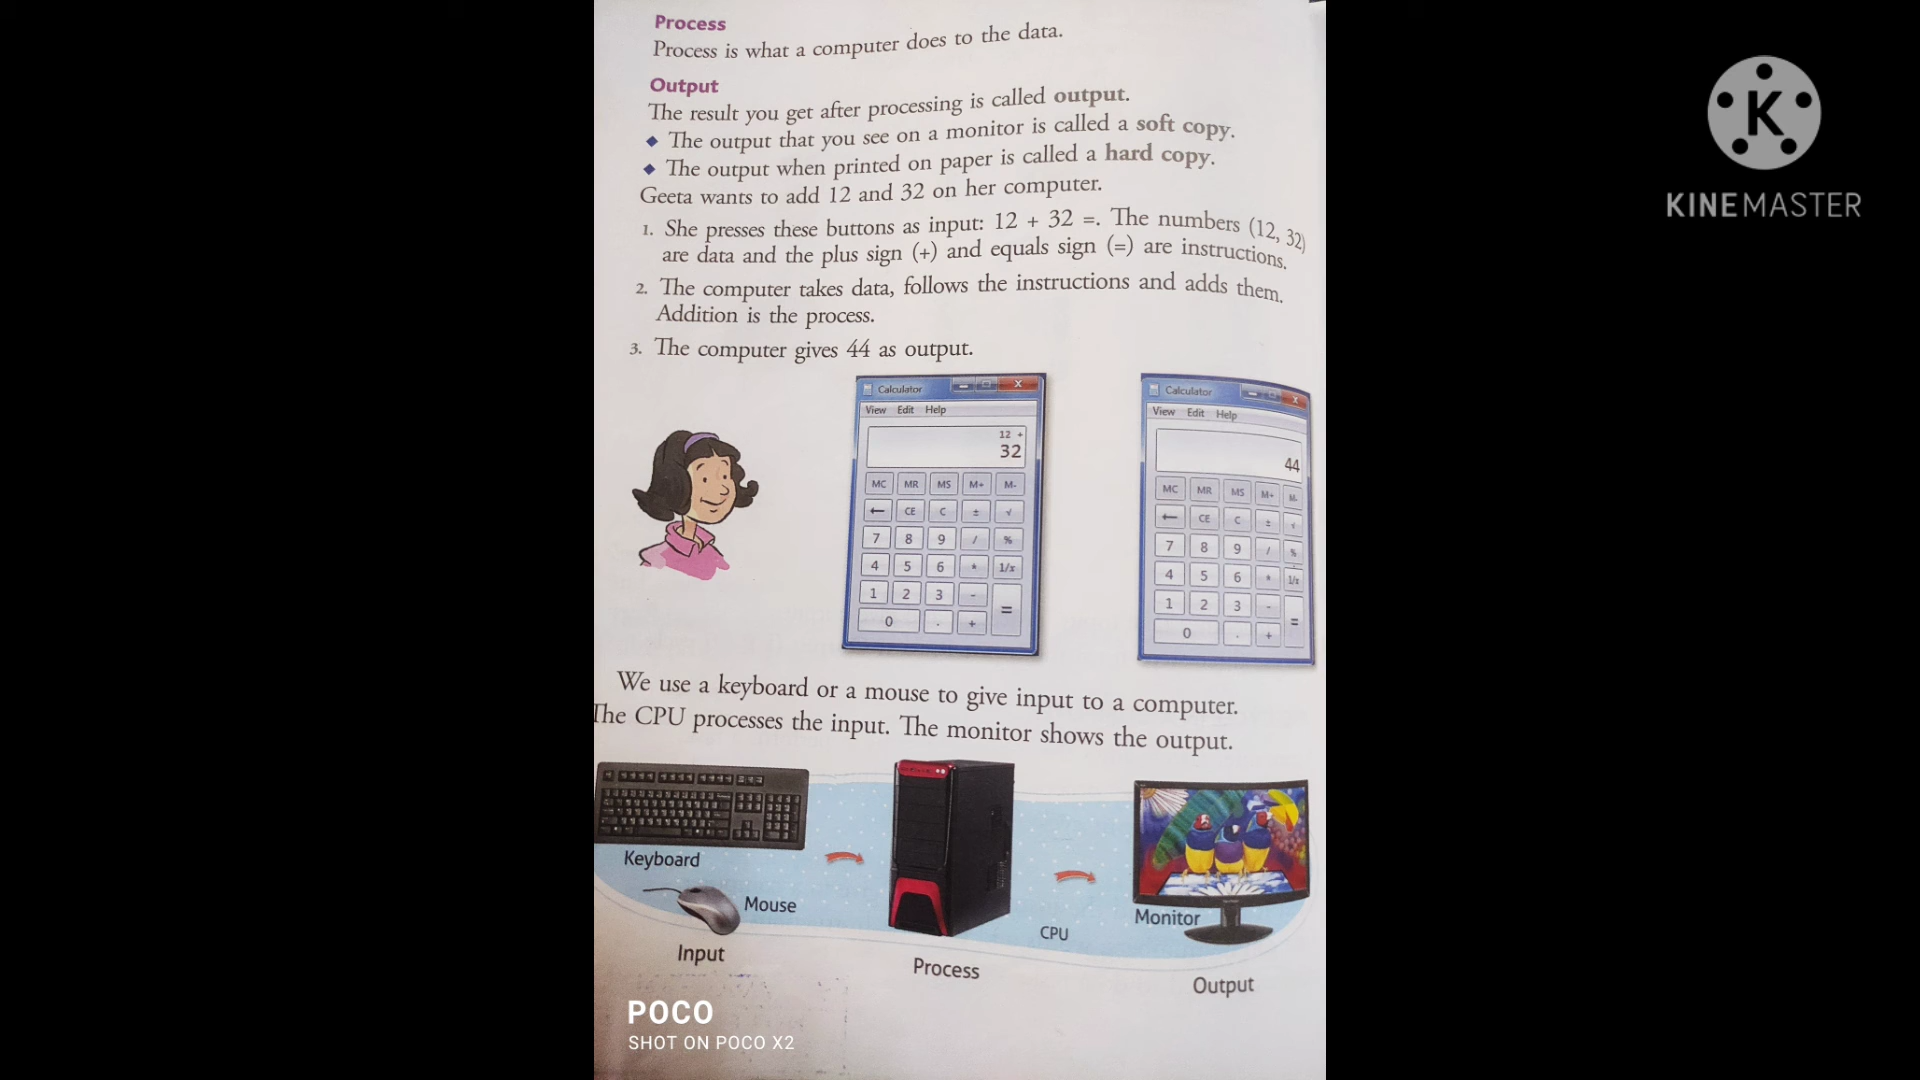 Process
Process is what a computer does to the data.
Output
The result you get after processing is called output.
◆ The output that you see on a monitor is called a soft copy.
◆ The output when printed on paper is called a hard copy.
Geeta wants to add 12 and 32 on her computer.
1. She presses these buttons as input: 12 + 32 =. The numbers (12, 32)
are data and the plus sign (+) and equals sign (=) are instructions.
2. The computer takes data, follows the instructions and adds them.
Addition is the process.
3. The computer gives 44 as output.
Calculator
View Edit Help
12 +
32
MC MR MS M+ M-
← CE C ± √
7 8 9 / %
4 5 6 * 1/x
1 2 3 - =
0 . +
Calculator
View Edit Help
44
MC MR MS M+ M-
← CE C ± √
7 8 9 / %
4 5 6 * 1/x
1 2 3 - =
0 . +
We use a keyboard or a mouse to give input to a computer.
The CPU processes the input. The monitor shows the output.
Keyboard
Mouse
Input
CPU
Process
Monitor
Output
POCO
SHOT ON POCO X2
K
KINEMASTER